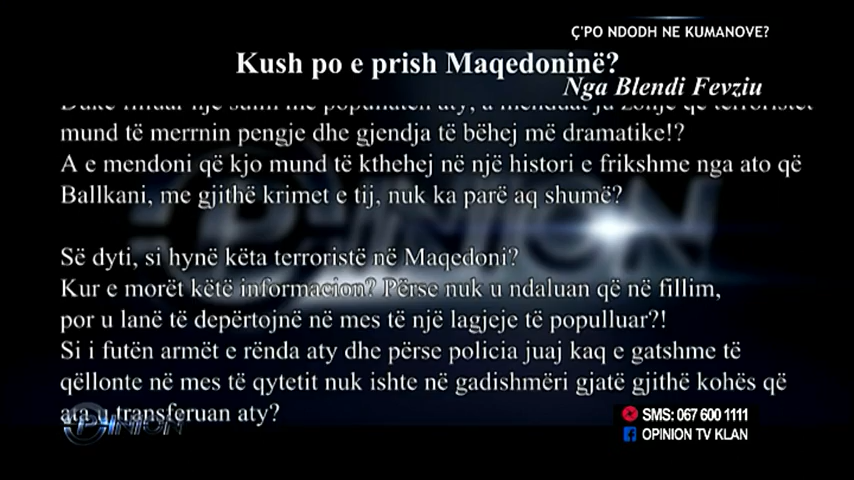 Ç'PO NDODH NE KUMANOVE?
Kush po e prish Maqedoninë?
Nga Blendi Fevziu
mund të merrnin pengje dhe gjendja të bëhej më dramatike!?
A e mendoni që kjo mund të kthehej në një histori e frikshme nga ato që
Ballkani, me gjithë krimet e tij, nuk ka parë aq shumë?
Së dyti, si hynë këta terroristë në Maqedoni?
Kur e morët këtë informacion? Përse nuk u ndaluan që në fillim,
por u lanë të depërtojnë në mes të një lagjeje të populluar?!
Si i futën armët e rënda aty dhe përse policia juaj kaq e gatshme të
qëllonte në mes të qytetit nuk ishte në gadishmëri gjatë gjithë kohës që
ata u transferuan aty?
OPINION
SMS: 067 600 1111
OPINION TV KLAN